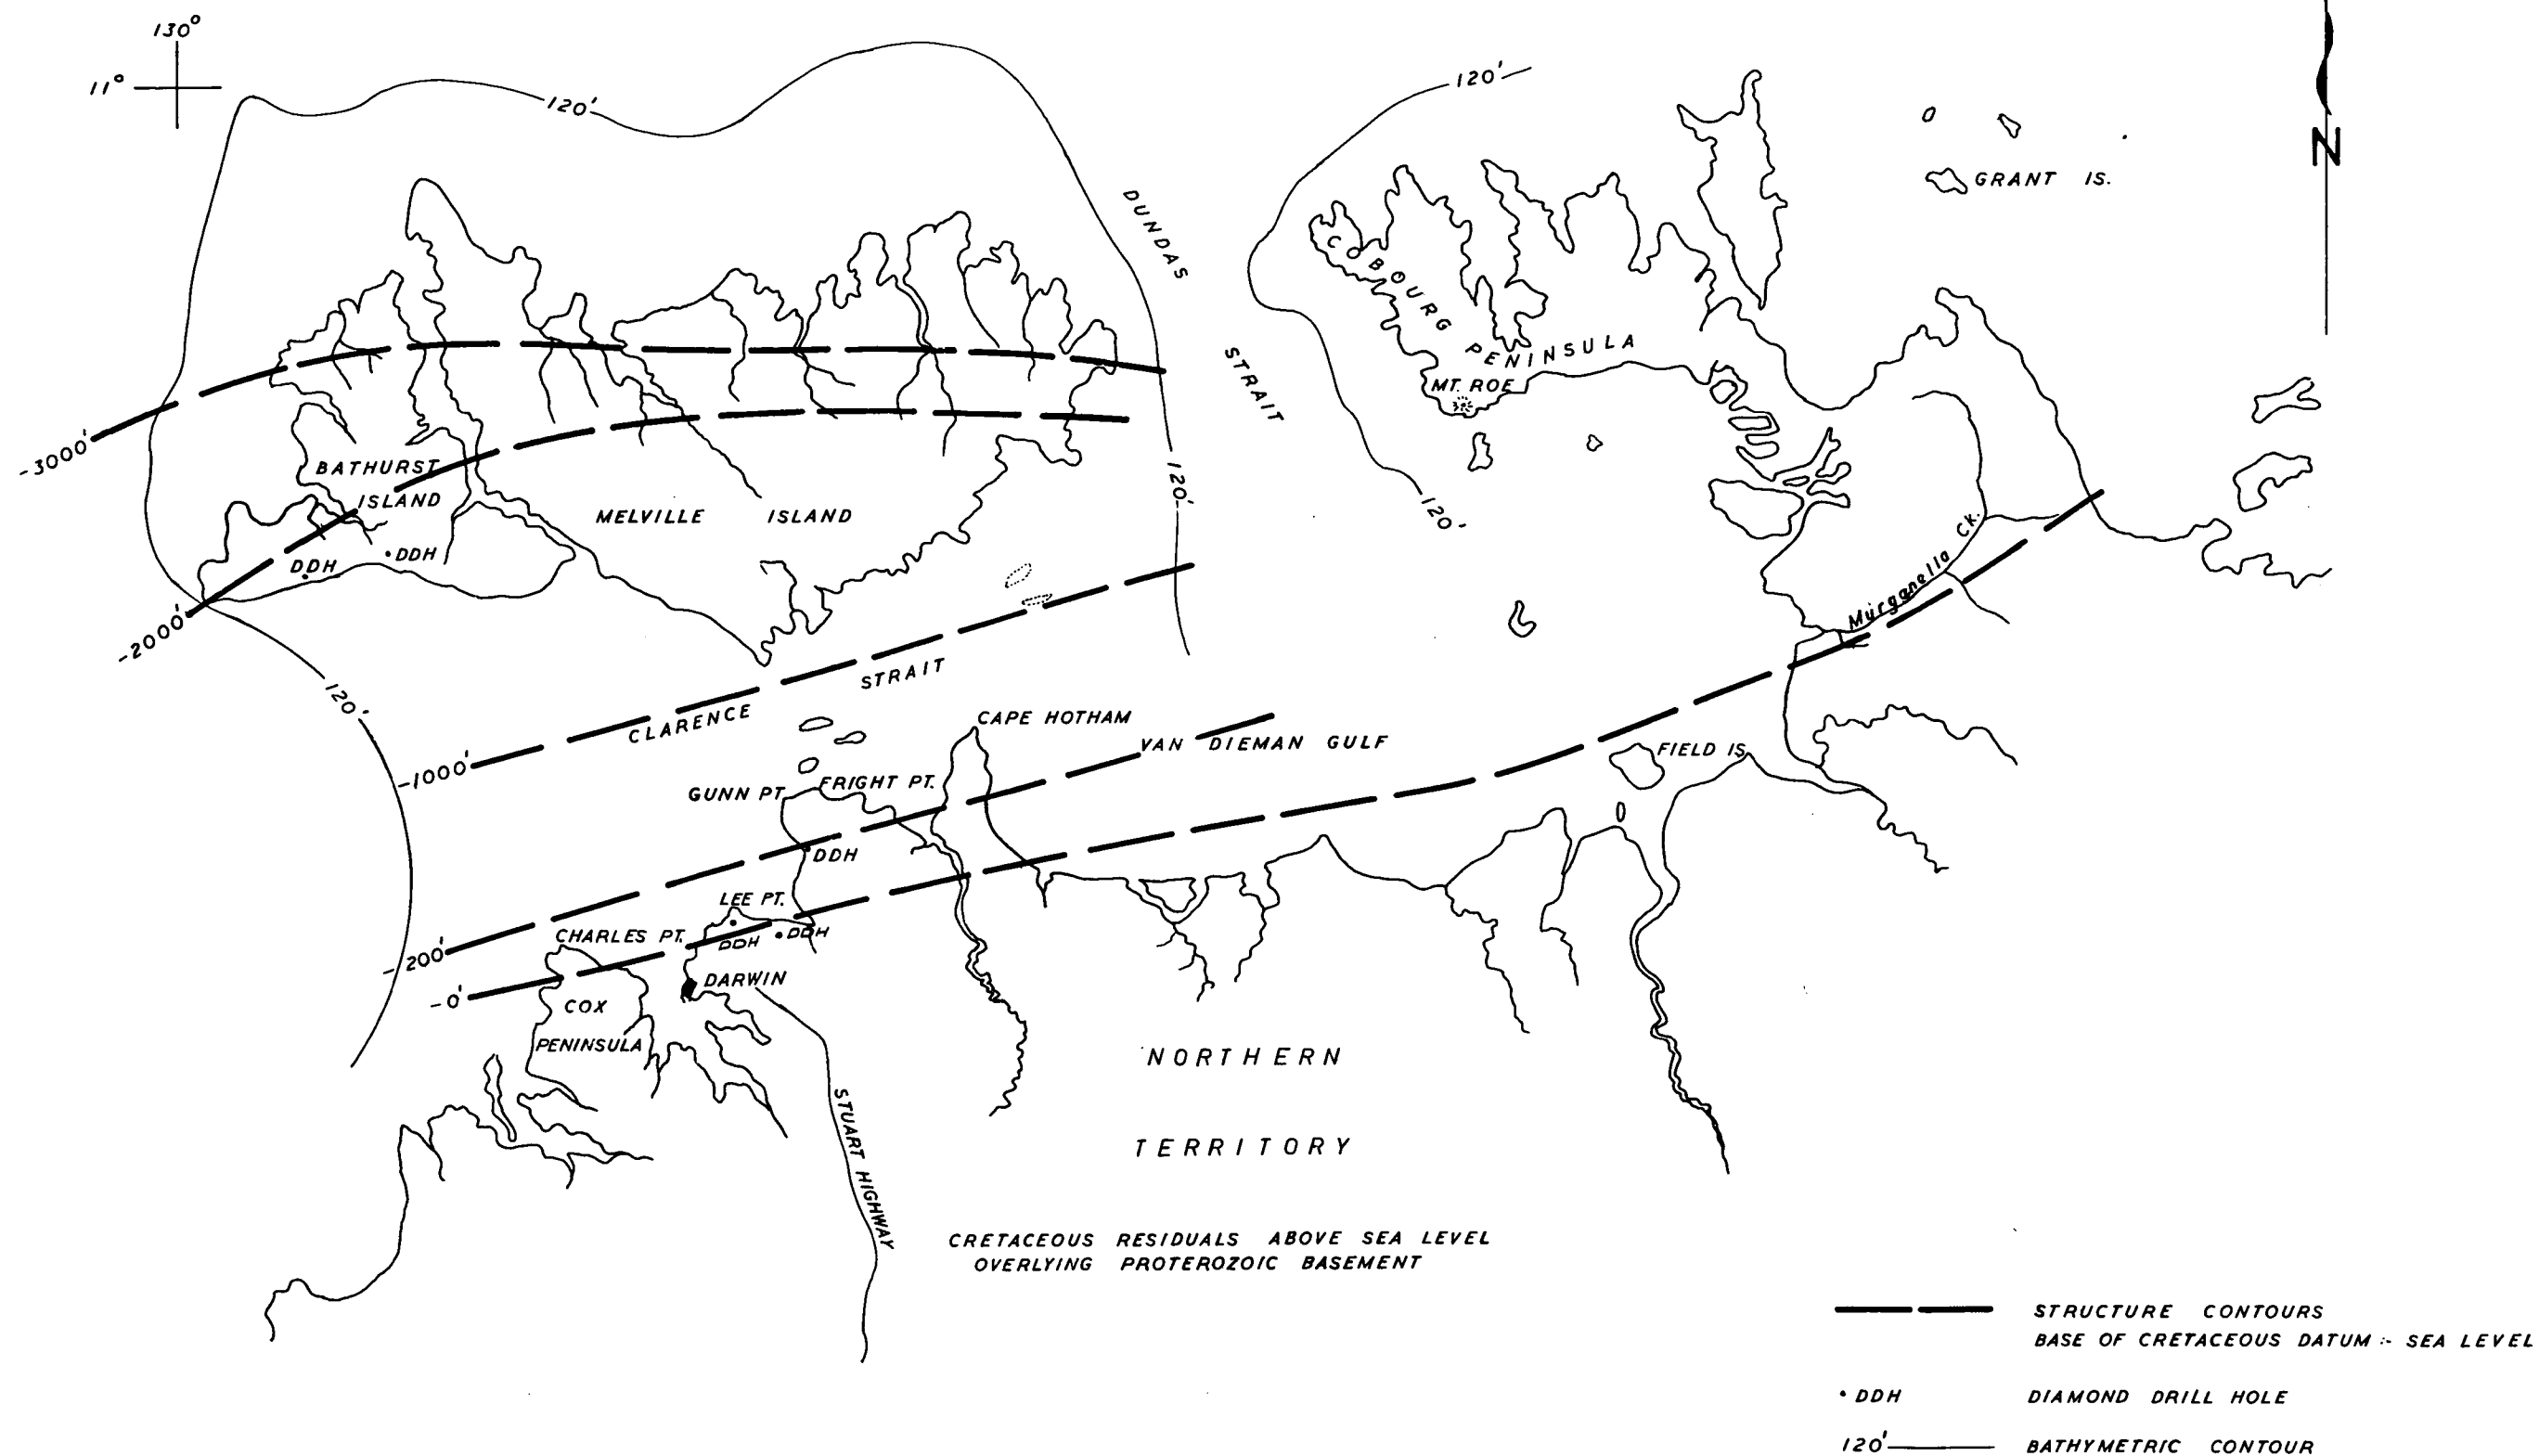 130°
11°
120'
120'
N
GRANT IS.
DUNDAS
STRAIT
COBOURG
PENINSULA
MT. ROE
-3000'
BATHURST
ISLAND
MELVILLE ISLAND
120'
120'
DDH
DDH
-2000'
Murganella CK.
120'
CLARENCE STRAIT
-1000'
CAPE HOTHAM
VAN DIEMAN GULF
FIELD IS.
GUNN PT.
FRIGHT PT.
DDH
LEE PT.
CHARLES PT.
DDH
DDH
-200'
-0'
DARWIN
COX
PENINSULA
NORTHERN
TERRITORY
STUART HIGHWAY
CRETACEOUS RESIDUALS ABOVE SEA LEVEL
OVERLYING PROTEROZOIC BASEMENT
STRUCTURE CONTOURS
BASE OF CRETACEOUS DATUM :- SEA LEVEL
• DDH DIAMOND DRILL HOLE
120' BATHYMETRIC CONTOUR